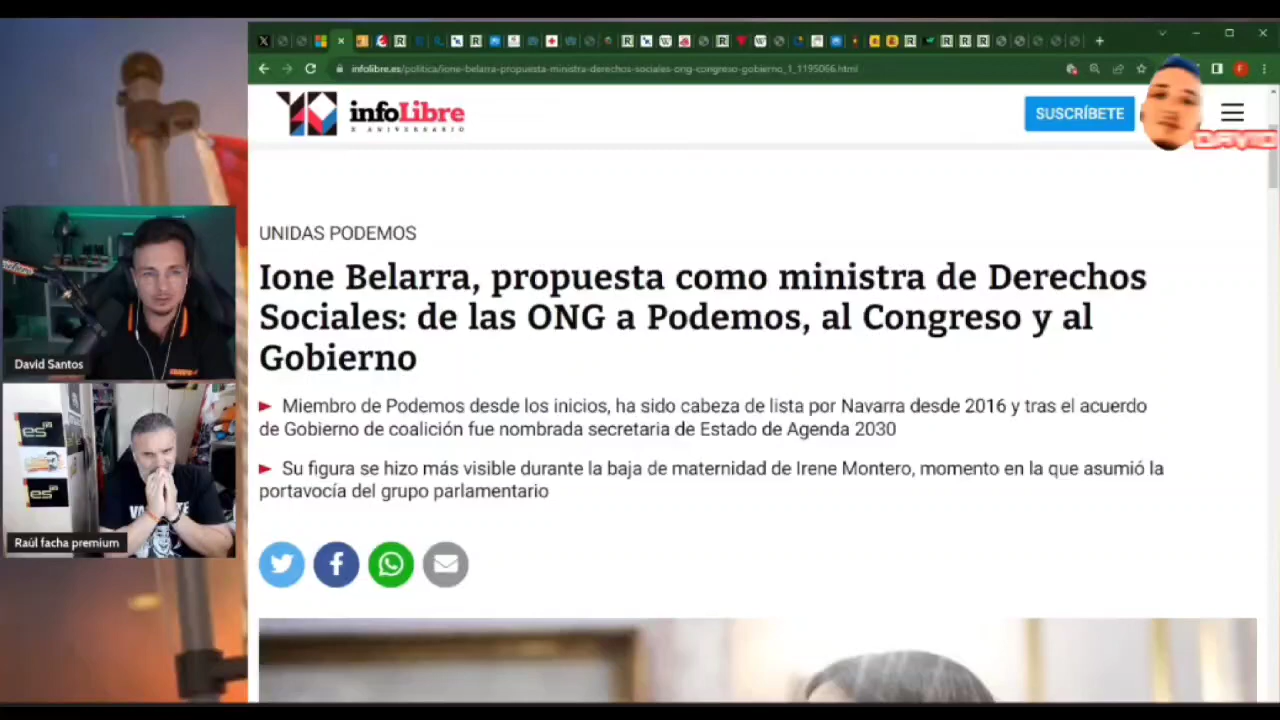 infolibre.es/politica/ione-belarra-propuesta-ministra-derechos-sociales-ong-congreso-gobierno_1_1195066.html
infoLibre
X ANIVERSARIO
SUSCRÍBETE
DAVID
UNIDAS PODEMOS
Ione Belarra, propuesta como ministra de Derechos
Sociales: de las ONG a Podemos, al Congreso y al
Gobierno
Miembro de Podemos desde los inicios, ha sido cabeza de lista por Navarra desde 2016 y tras el acuerdo
de Gobierno de coalición fue nombrada secretaria de Estado de Agenda 2030
Su figura se hizo más visible durante la baja de maternidad de Irene Montero, momento en la que asumió la
portavocía del grupo parlamentario
David Santos
es
es
Raúl facha premium